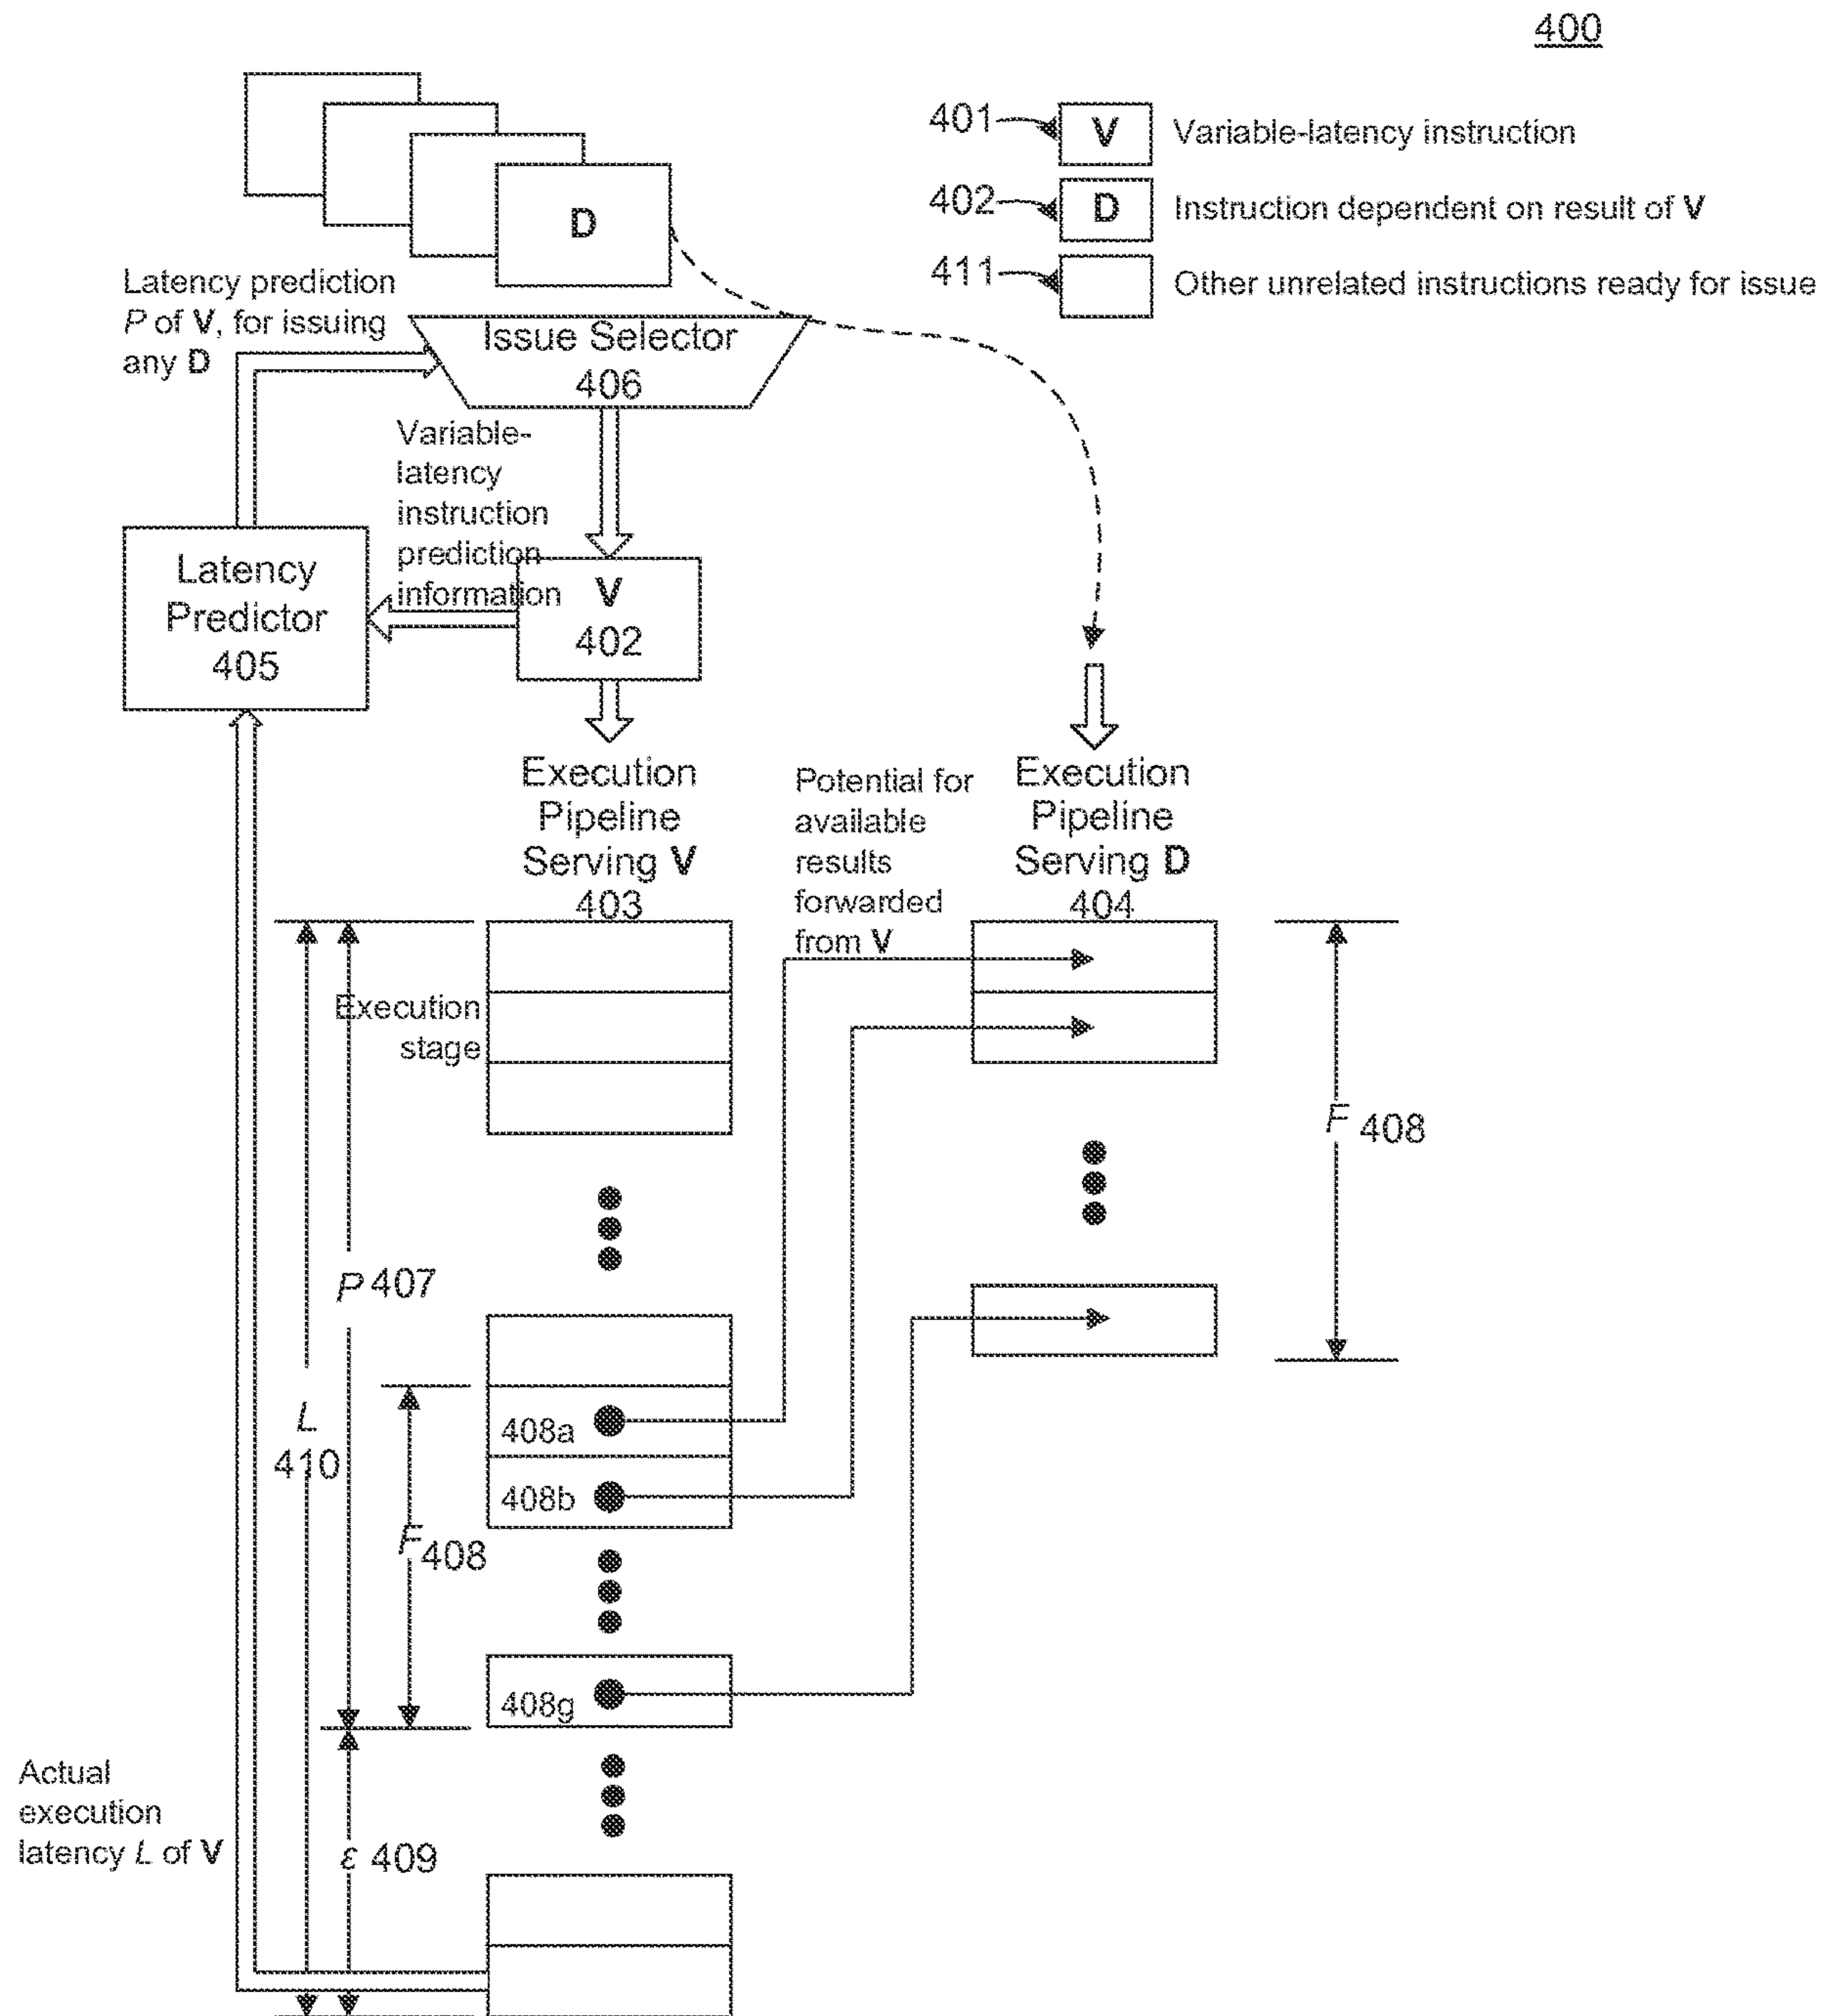 400
401
V
Variable-latency instruction
402
D
Instruction dependent on result of V
411
Other unrelated instructions ready for issue
D
Latency prediction
P of V, for issuing
any D
Issue Selector
406
Variable-
latency
instruction
prediction
information
Latency
Predictor
405
V
402
Execution
Pipeline
Serving V
403
Potential for
available
results
forwarded
from V
Execution
Pipeline
Serving D
404
Execution
stage
F 408
P 407
L
410
408a
408b
F 408
408g
Actual
execution
latency L of V
ε 409